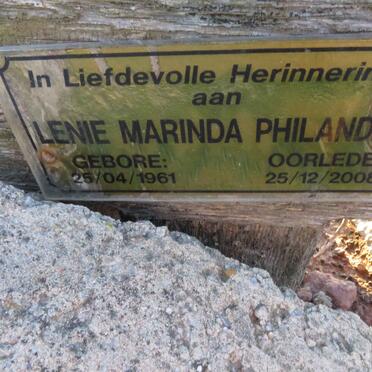 In Liefdevolle Herinnerin
aan
LENIE MARINDA PHILAND
GEBORE: OORLEDE
25/04/1961 25/12/2008